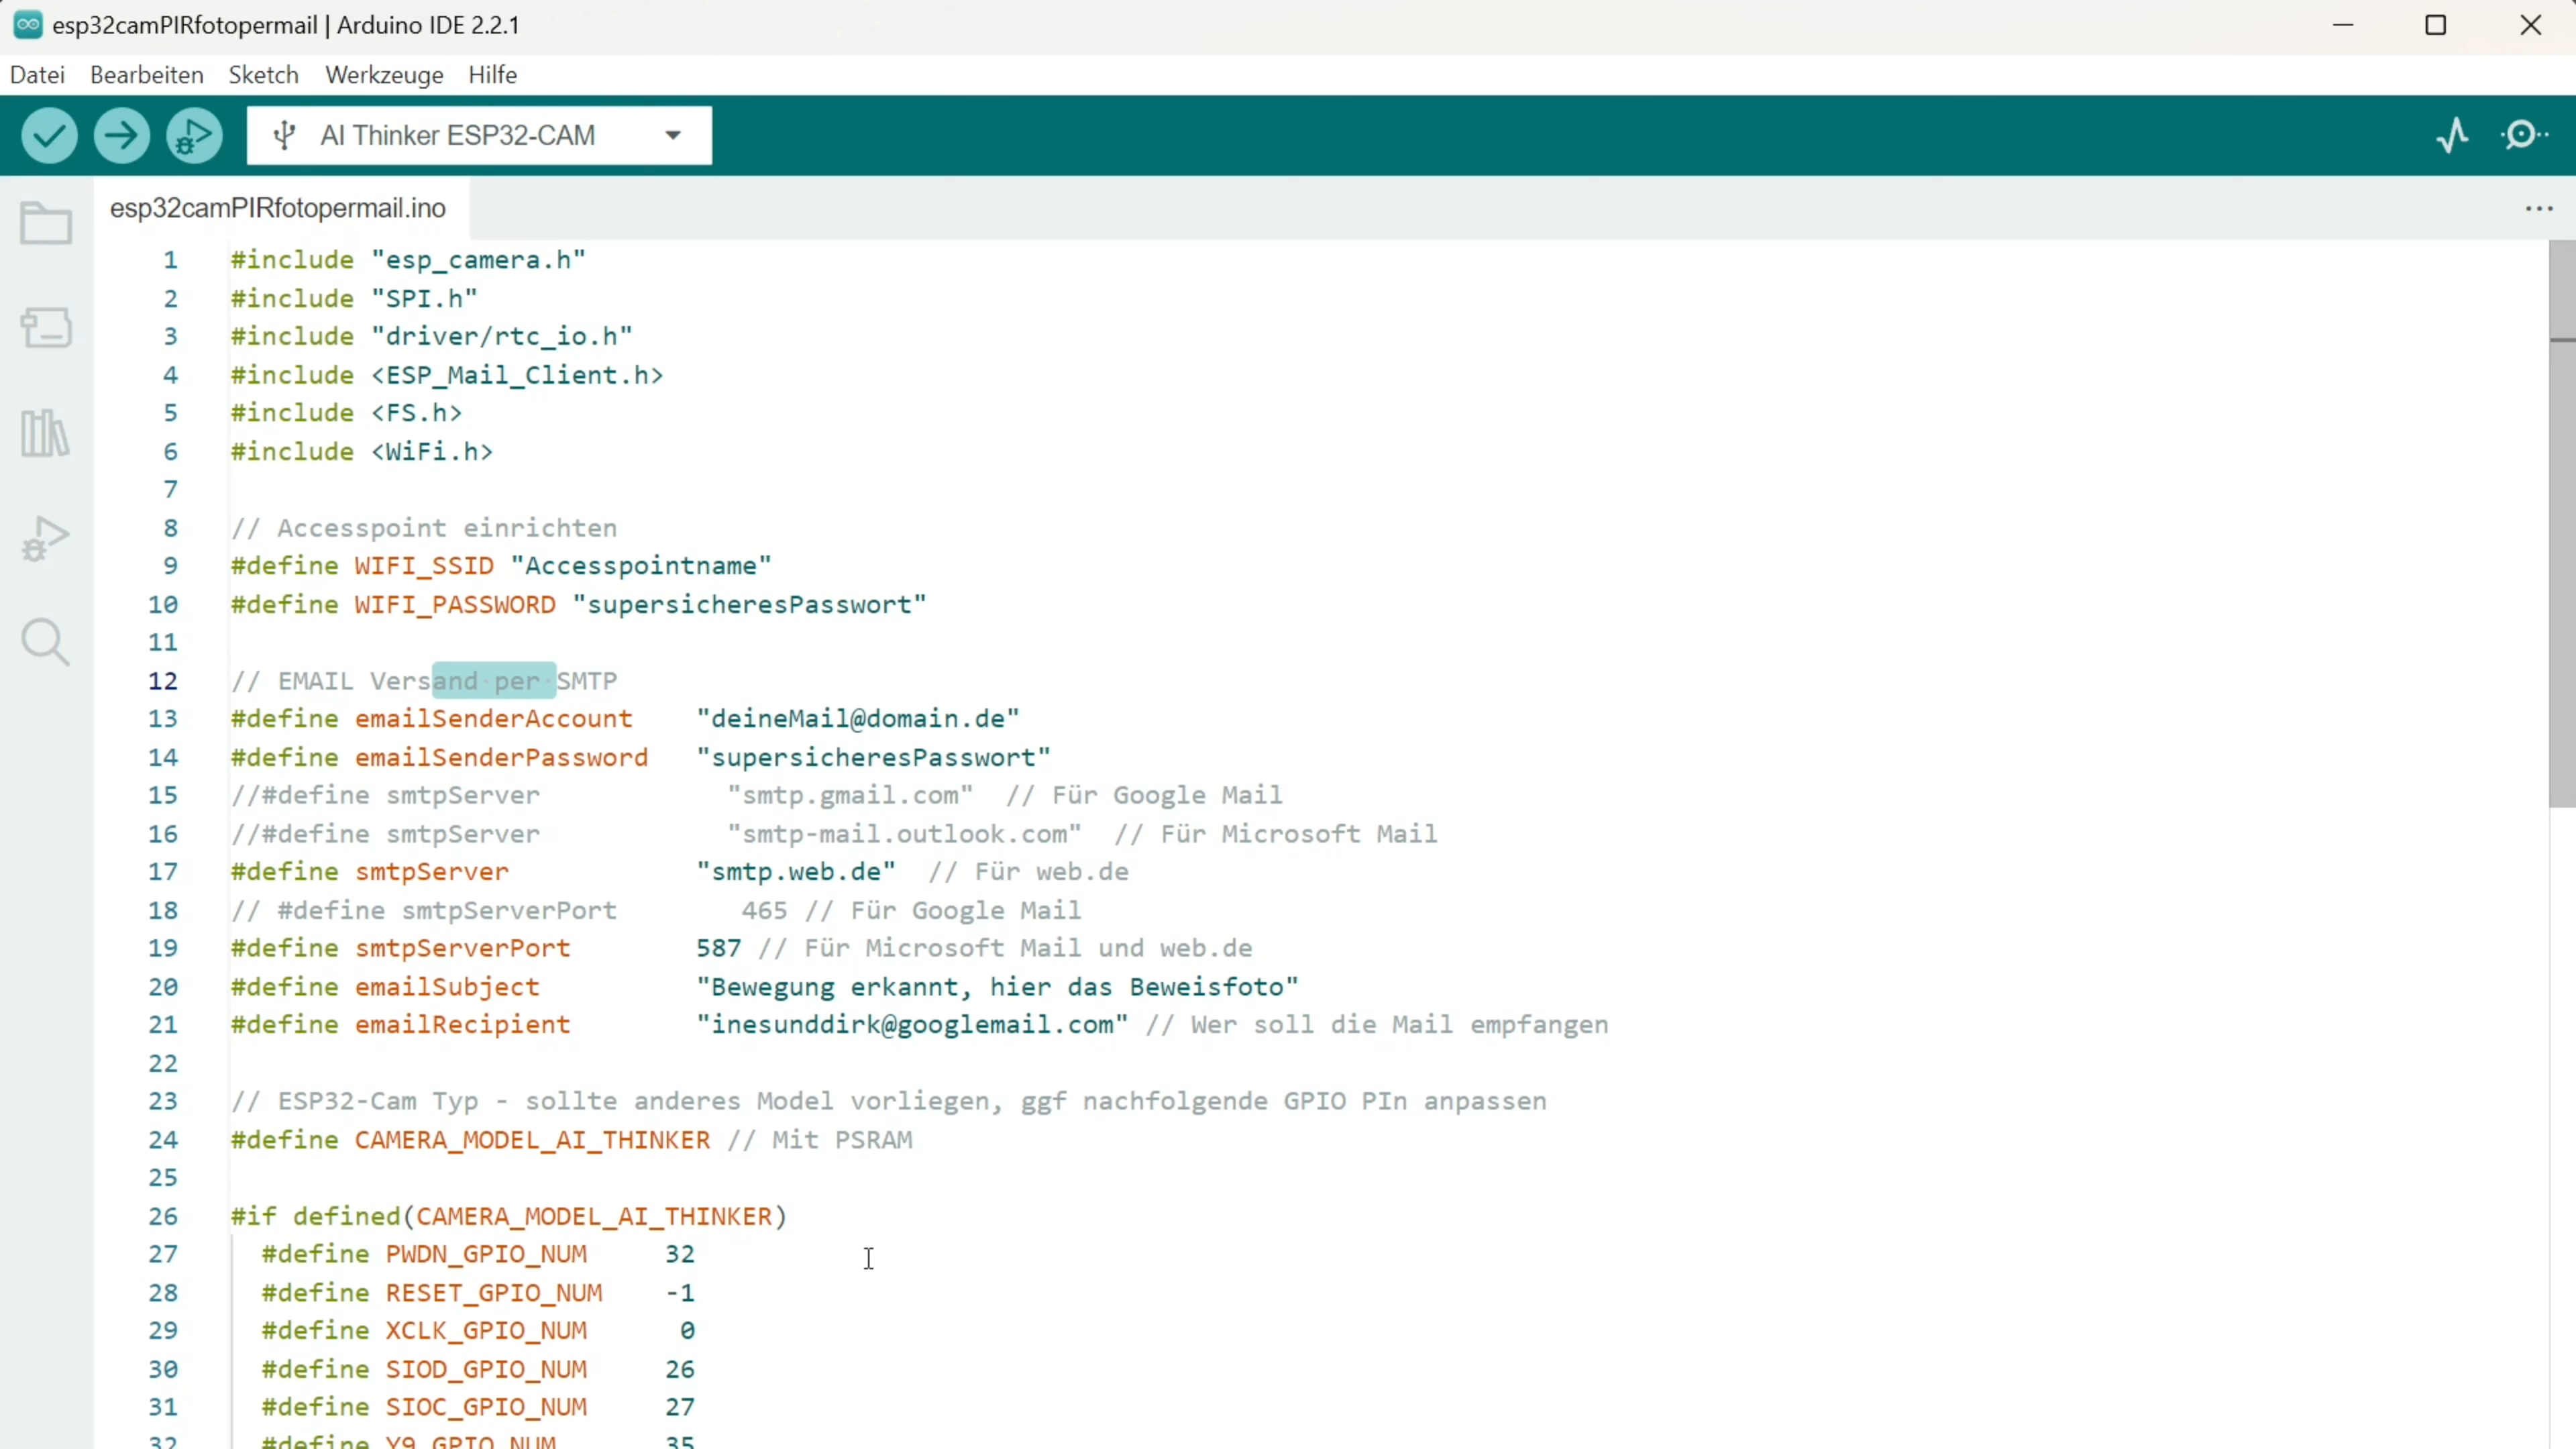 esp32camPIRfotopermail | Arduino IDE 2.2.1
Datei Bearbeiten Sketch Werkzeuge Hilfe
AI Thinker ESP32-CAM
esp32camPIRfotopermail.ino
1 #include "esp_camera.h"
2 #include "SPI.h"
3 #include "driver/rtc_io.h"
4 #include <ESP_Mail_Client.h>
5 #include <FS.h>
6 #include <WiFi.h>
7
8 // Accesspoint einrichten
9 #define WIFI_SSID "Accesspointname"
10 #define WIFI_PASSWORD "supersicheresPasswort"
11
12 // EMAIL Versand per SMTP
13 #define emailSenderAccount "deineMail@domain.de"
14 #define emailSenderPassword "supersicheresPasswort"
15 //#define smtpServer "smtp.gmail.com" // Für Google Mail
16 //#define smtpServer "smtp-mail.outlook.com" // Für Microsoft Mail
17 #define smtpServer "smtp.web.de" // Für web.de
18 // #define smtpServerPort 465 // Für Google Mail
19 #define smtpServerPort 587 // Für Microsoft Mail und web.de
20 #define emailSubject "Bewegung erkannt, hier das Beweisfoto"
21 #define emailRecipient "inesunddirk@googlemail.com" // Wer soll die Mail empfangen
22
23 // ESP32-Cam Typ - sollte anderes Model vorliegen, ggf nachfolgende GPIO PIn anpassen
24 #define CAMERA_MODEL_AI_THINKER // Mit PSRAM
25
26 #if defined(CAMERA_MODEL_AI_THINKER)
27 #define PWDN_GPIO_NUM 32
28 #define RESET_GPIO_NUM -1
29 #define XCLK_GPIO_NUM 0
30 #define SIOD_GPIO_NUM 26
31 #define SIOC_GPIO_NUM 27
32 #define Y9_GPIO_NUM 35